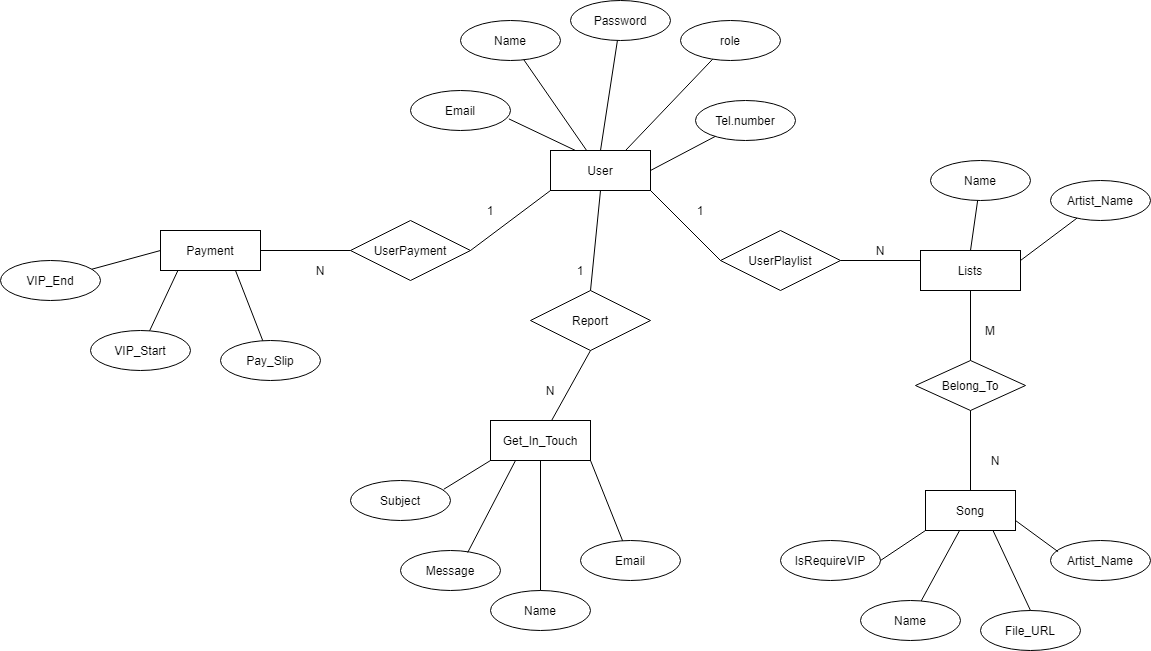 Password
Name
role
Email
Tel.number
User
Name
Artist_Name
1
1
Payment
UserPayment
UserPlaylist
N
Lists
N
1
VIP_End
Report
M
VIP_Start
Pay_Slip
Belong_To
N
Get_In_Touch
N
Subject
Song
Message
Email
IsRequireVIP
Artist_Name
Name
Name
File_URL